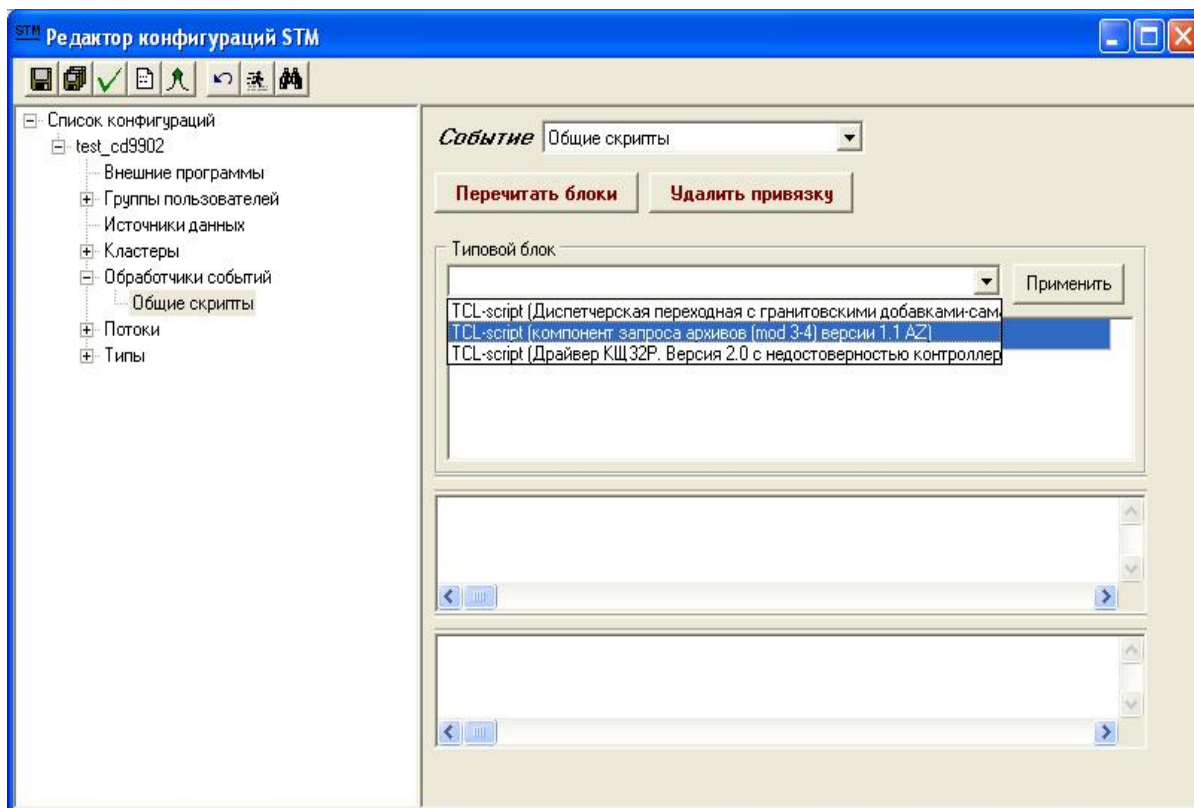 STM Редактор конфигураций STM
Список конфигураций
test_cd9902
Внешние программы
Группы пользователей
Источники данных
Кластеры
Обработчики событий
Общие скрипты
Потоки
Типы
Событие Общие скрипты
Перечитать блоки Удалить привязку
Типовой блок
Применить
TCL-script (Диспетчерская переходная с гранитовскими добавками-сам
TCL-script (компонент запроса архивов (mod 3-4) версии 1.1 AZ)
TCL-script (Драйвер КЩ32Р. Версия 2.0 с недостоверностью контроллер